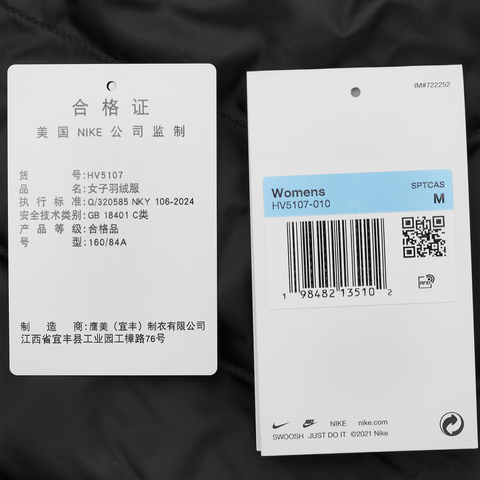 合格证
美国 NIKE 公司监制
货 号:HV5107
品 名:女子羽绒服
执行标准:Q/320585 NKY 106-2024
安全技术类别:GB 18401 C类
产品等级:合格品
号 型:160/84A
制造商:鹰美(宜丰)制衣有限公司
江西省宜丰县工业园工樟路76号
IM#722252
Womens SPTCAS
HV5107-010 M
1 98482 13510 2
RFID
NIKE nike.com
SWOOSH JUST DO IT ©2021 Nike